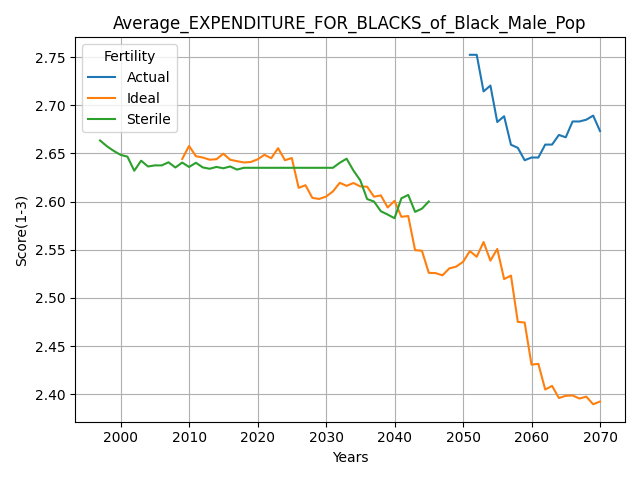 Average_EXPENDITURE_FOR_BLACKS_of_Black_Male_Pop
Fertility
Actual
Ideal
Sterile
Score(1-3)
2.75
2.70
2.65
2.60
2.55
2.50
2.45
2.40
2000 2010 2020 2030 2040 2050 2060 2070
Years